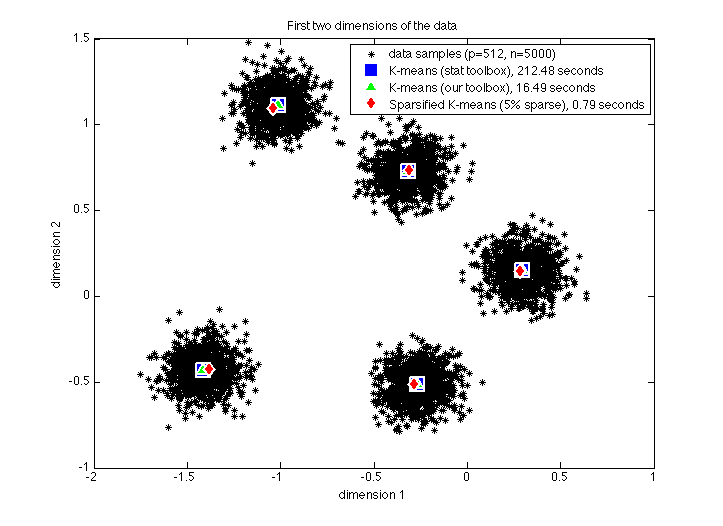 First two dimensions of the data
data samples (p=512, n=5000)
K-means (stat toolbox), 212.48 seconds
K-means (our toolbox), 16.49 seconds
Sparsified K-means (5% sparse), 0.79 seconds
1.5
1
0.5
0
-0.5
-1
dimension 2
-2
-1.5
-1
-0.5
0
0.5
1
dimension 1